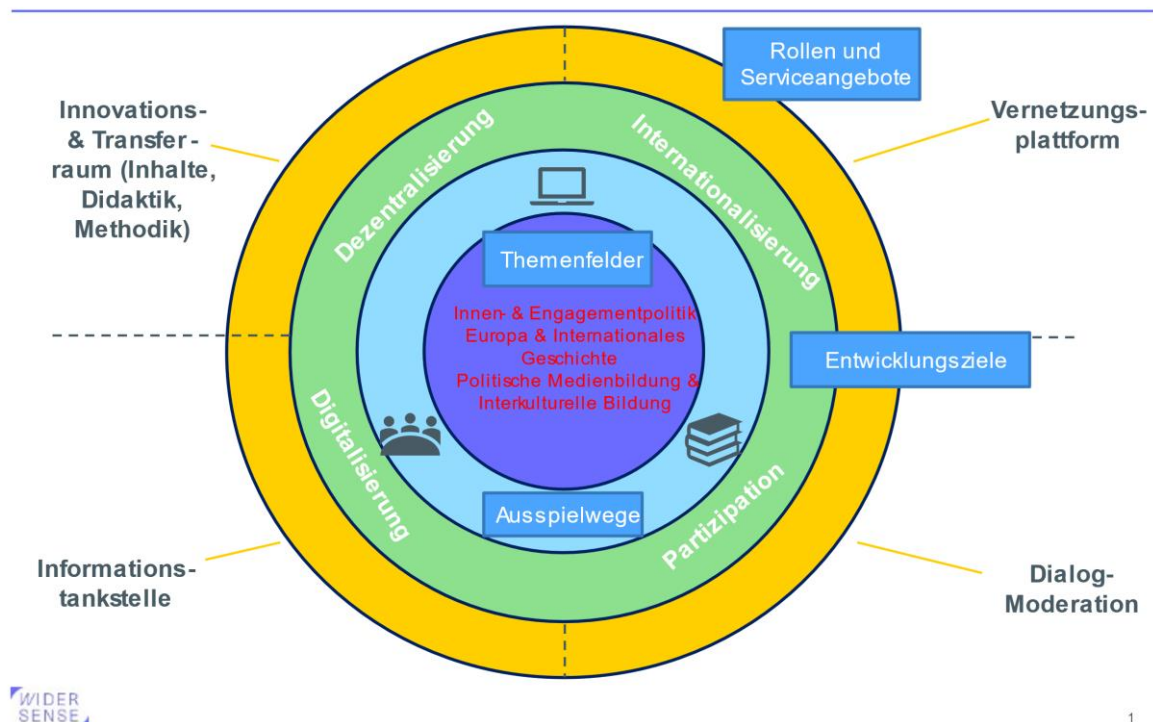 Rollen und
Serviceangebote
Innovations-
& Transfer-
raum (Inhalte,
Didaktik,
Methodik)
Vernetzungs-
plattform
Dezentralisierung
Internationalisierung
Themenfelder
Innen- & Engagementpolitik
Europa & Internationales
Geschichte
Politische Medienbildung &
Interkulturelle Bildung
Entwicklungsziele
Digitalisierung
Partizipation
Ausspielwege
Informations-
tankstelle
Dialog-
Moderation
WIDER
SENSE
1